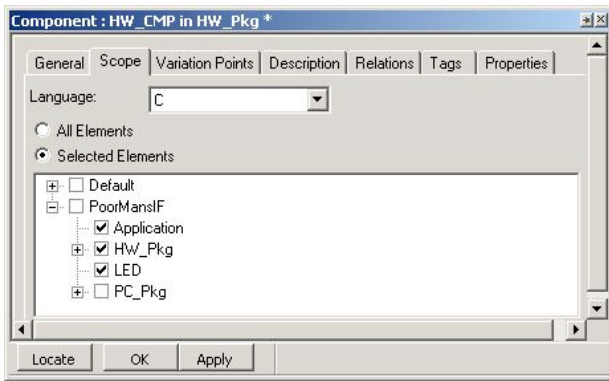 Component : HW_CMP in HW_Pkg *
General Scope Variation Points Description Relations Tags Properties
Language: C
All Elements
Selected Elements
Default
PoorMansIF
Application
HW_Pkg
LED
PC_Pkg
Locate OK Apply